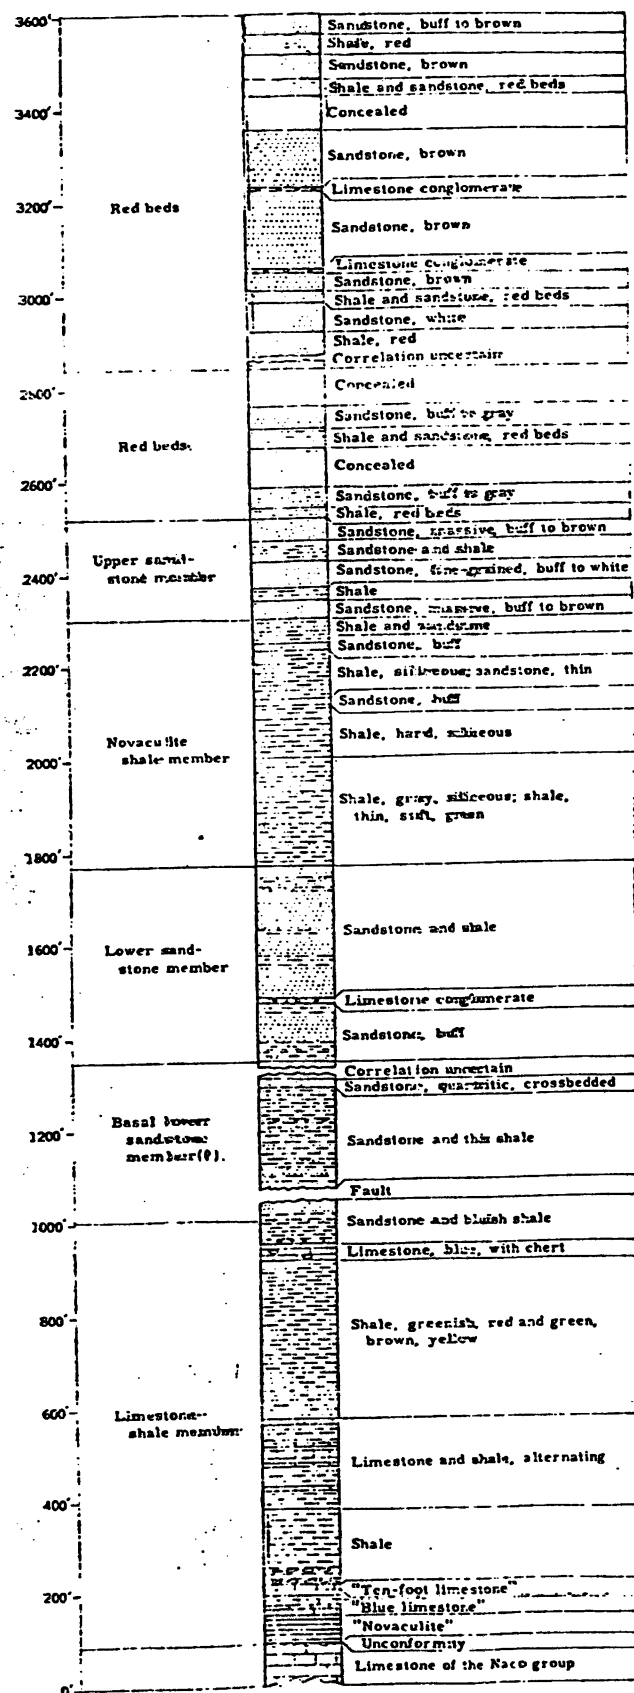 3600'
3400'
3200'
3000'
2800'
2600'
2400'
2200'
2000'
1800'
1600'
1400'
1200'
1000'
800'
600'
400'
200'
0'
Red beds
Red beds.
Upper sand-
stone member
Novaculite
shale member
Lower sand-
stone member
Basal lower
sandstone
member(?).
Limestone-
shale member
Sandstone, buff to brown
Shale, red
Sandstone, brown
Shale and sandstone, red beds
Concealed
Sandstone, brown
Limestone conglomerate
Sandstone, brown
Limestone conglomerate
Sandstone, brown
Shale and sandstone, red beds
Sandstone, white
Shale, red
Correlation uncertain
Concealed
Sandstone, buff to gray
Shale and sandstone, red beds
Concealed
Sandstone, buff to gray
Shale, red beds
Sandstone, massive, buff to brown
Sandstone and shale
Sandstone, fine-grained, buff to white
Shale
Sandstone, massive, buff to brown
Shale and sandstone
Sandstone, buff
Shale, siliceous; sandstone, thin
Sandstone, buff
Shale, hard, siliceous
Shale, gray, siliceous; shale,
thin, soft, green
Sandstone and shale
Limestone conglomerate
Sandstone, buff
Correlation uncertain
Sandstone, quartzitic, crossbedded
Sandstone and thin shale
Fault
Sandstone and bluish shale
Limestone, blue, with chert
Shale, greenish, red and green,
brown, yellow
Limestone and shale, alternating
Shale
"Ten-foot limestone"
"Blue limestone"
"Novaculite"
Unconformity
Limestone of the Naco group